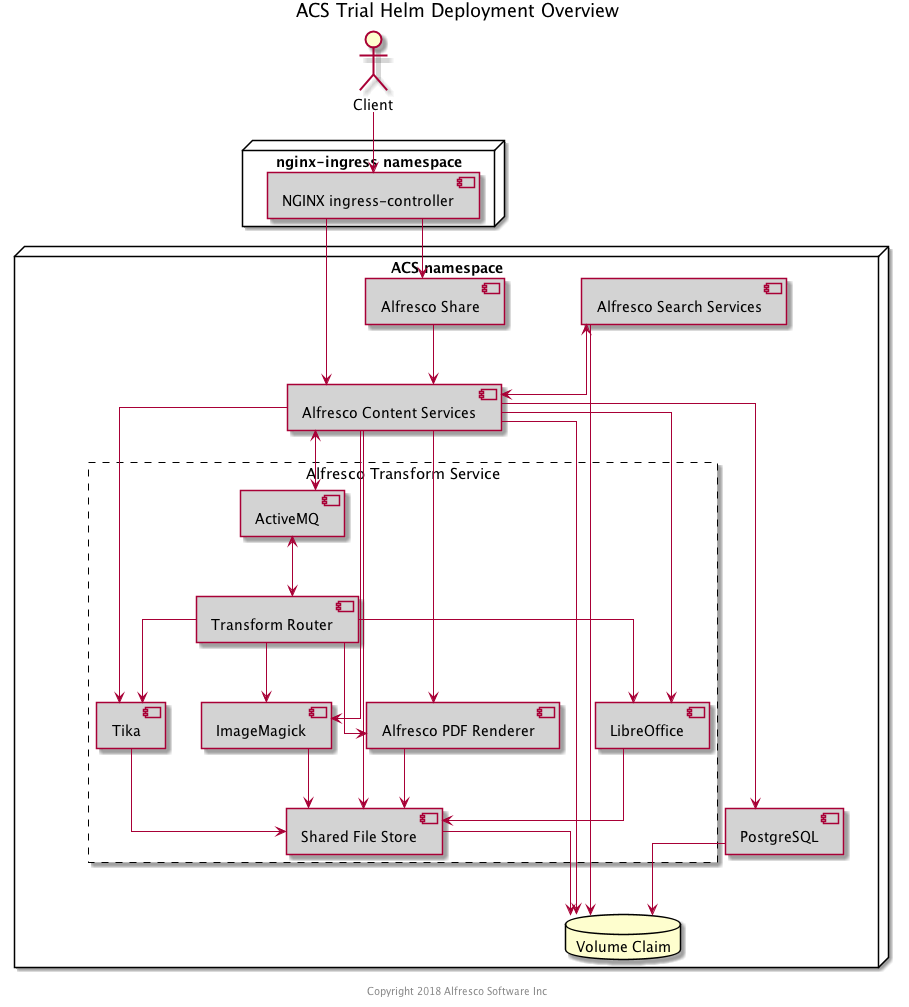 ACS Trial Helm Deployment Overview
Client
nginx-ingress namespace
NGINX ingress-controller
ACS namespace
Alfresco Share
Alfresco Search Services
Alfresco Content Services
Alfresco Transform Service
ActiveMQ
Transform Router
Tika
ImageMagick
Alfresco PDF Renderer
LibreOffice
Shared File Store
PostgreSQL
Volume Claim
Copyright 2018 Alfresco Software Inc